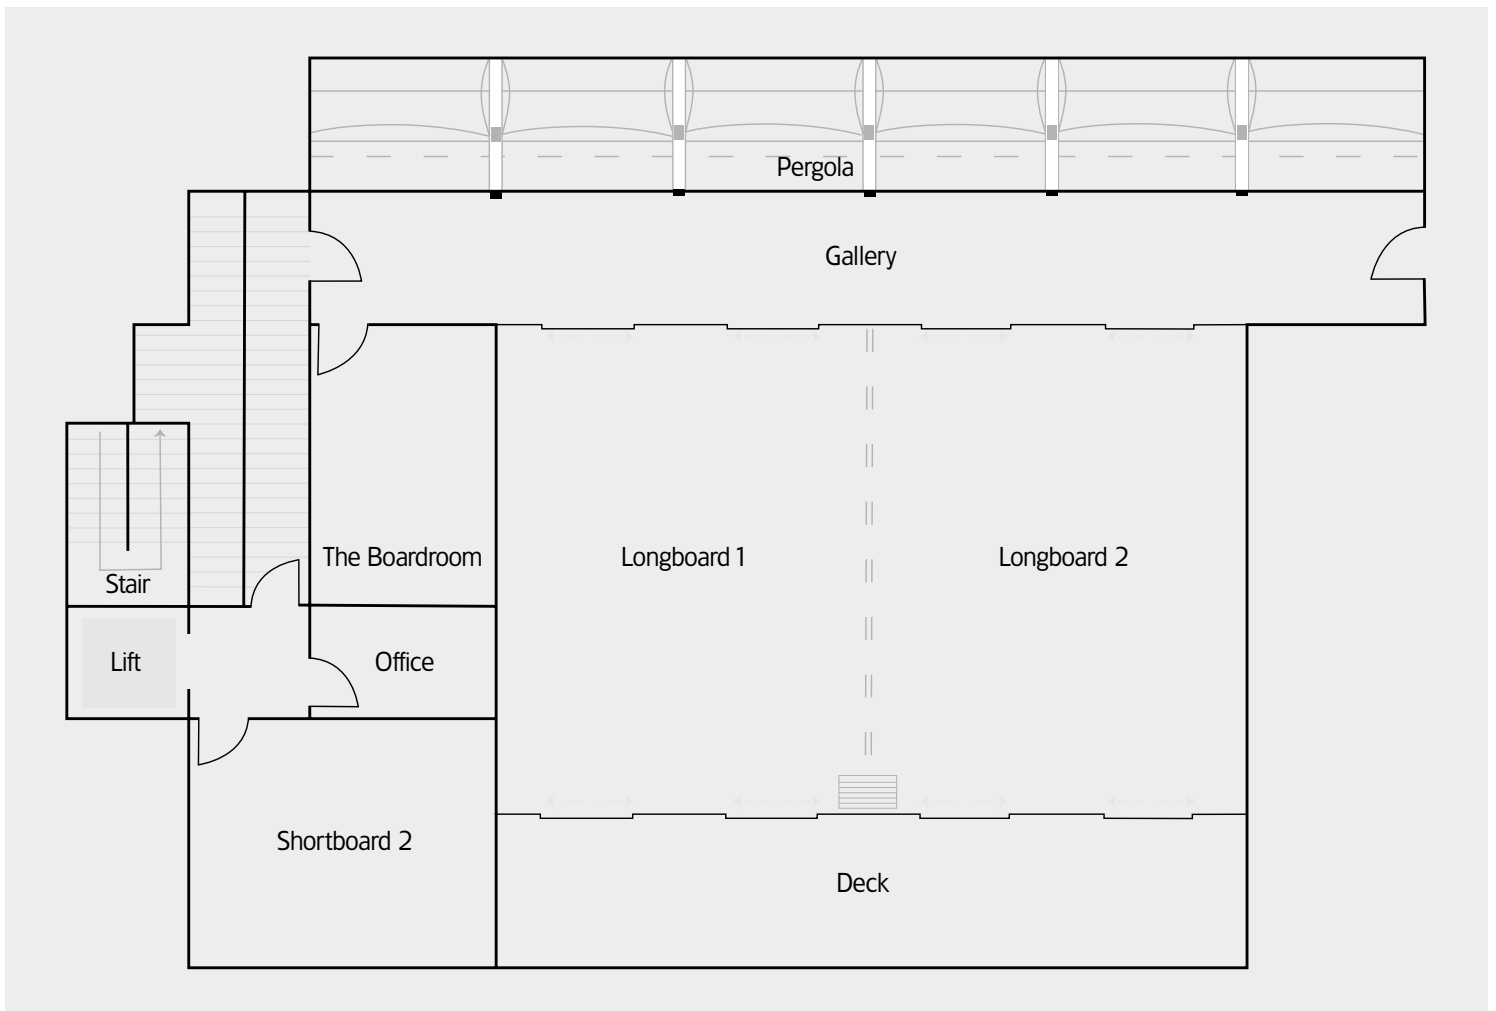 Pergola
Gallery
The Boardroom
Longboard 1
Longboard 2
Stair
Lift
Office
Shortboard 2
Deck